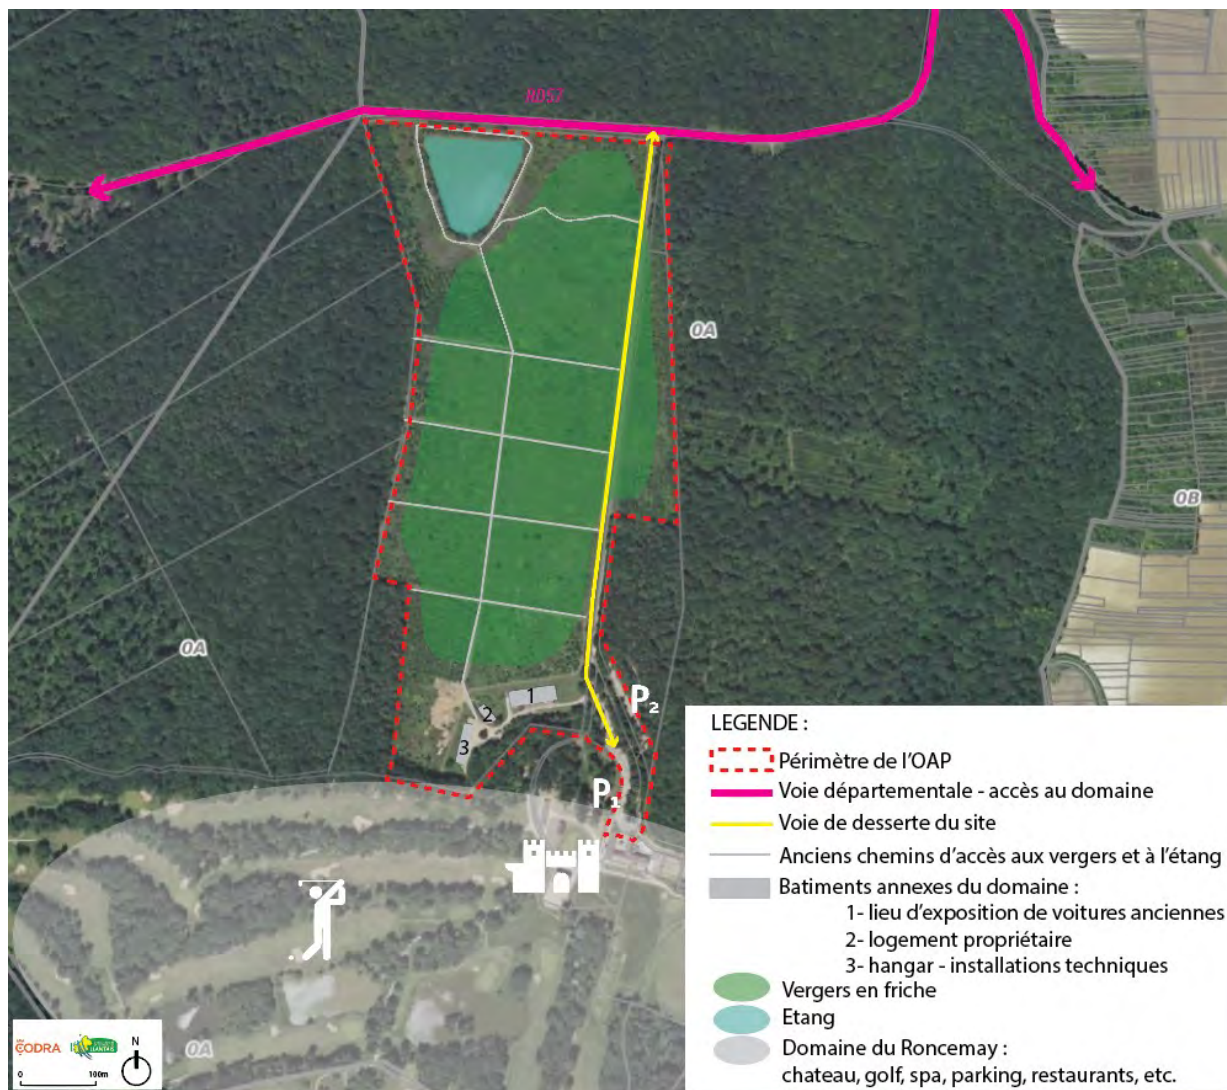 RD57
0A
0B
0A
1
2
3
P2
P1
0A
LEGENDE :
Périmètre de l'OAP
Voie départementale - accès au domaine
Voie de desserte du site
Anciens chemins d'accès aux vergers et à l'étang
Batiments annexes du domaine :
1- lieu d'exposition de voitures anciennes
2- logement propriétaire
3- hangar - installations techniques
Vergers en friche
Etang
Domaine du Roncemay :
chateau, golf, spa, parking, restaurants, etc.
CODRA
N
0 100m